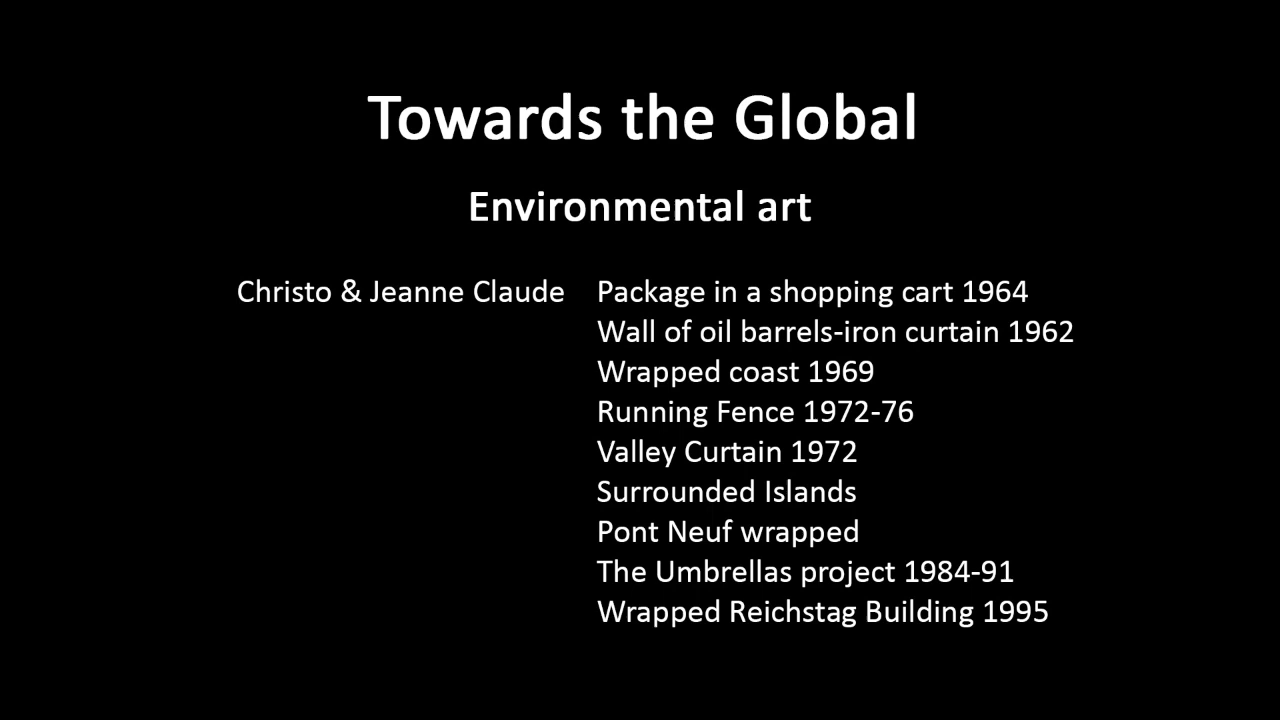 Towards the Global
Environmental art
Christo & Jeanne Claude Package in a shopping cart 1964
Wall of oil barrels-iron curtain 1962
Wrapped coast 1969
Running Fence 1972-76
Valley Curtain 1972
Surrounded Islands
Pont Neuf wrapped
The Umbrellas project 1984-91
Wrapped Reichstag Building 1995